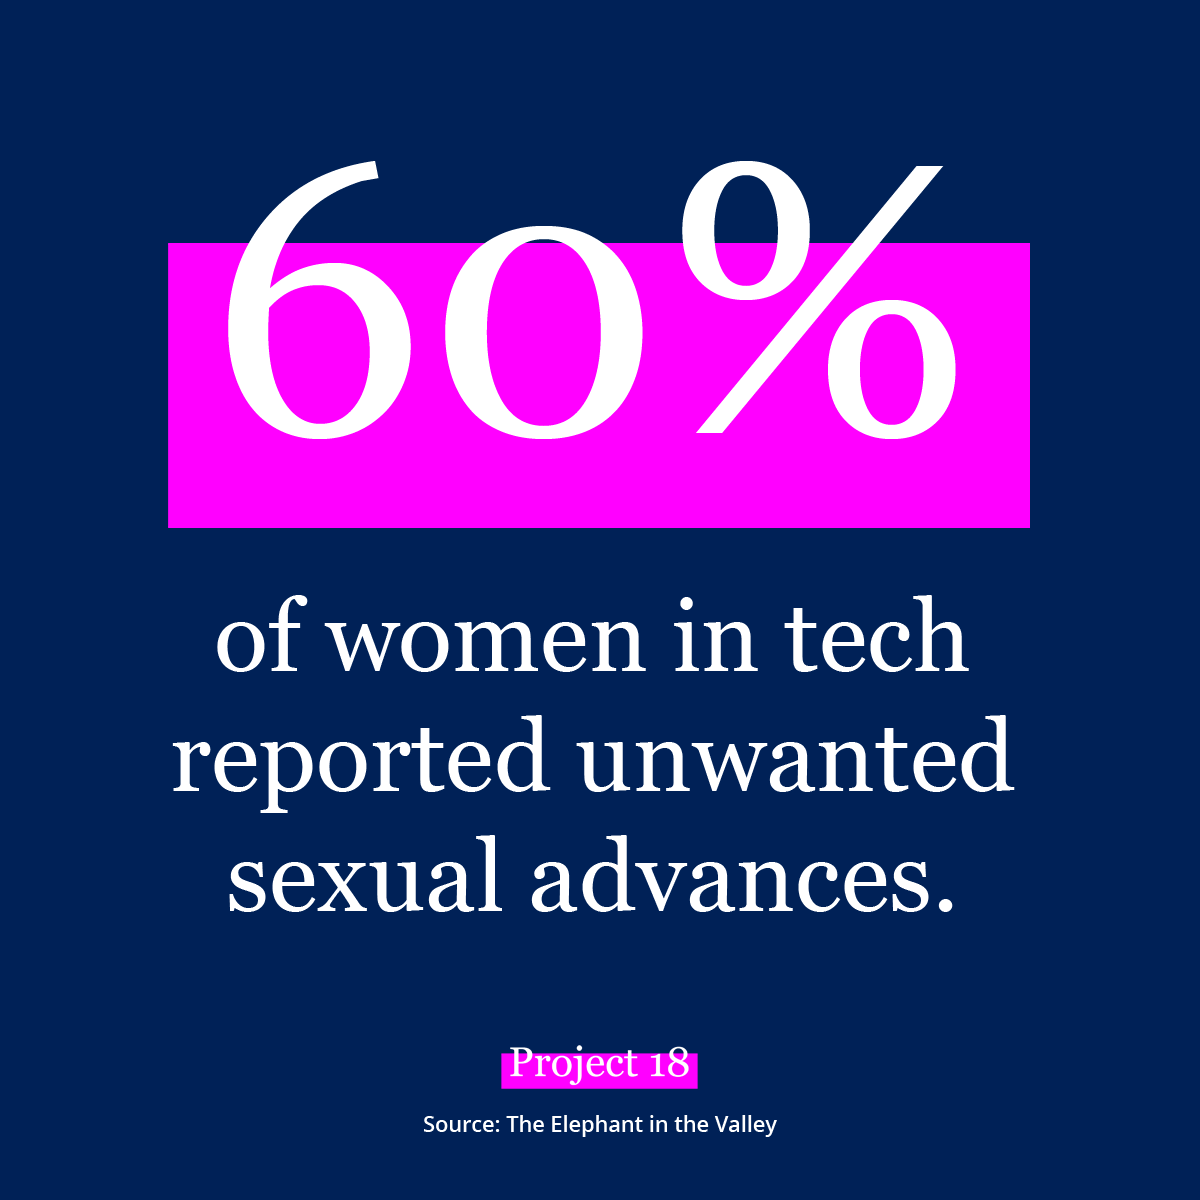 60%
of women in tech
reported unwanted
sexual advances.
Project 18
Source: The Elephant in the Valley